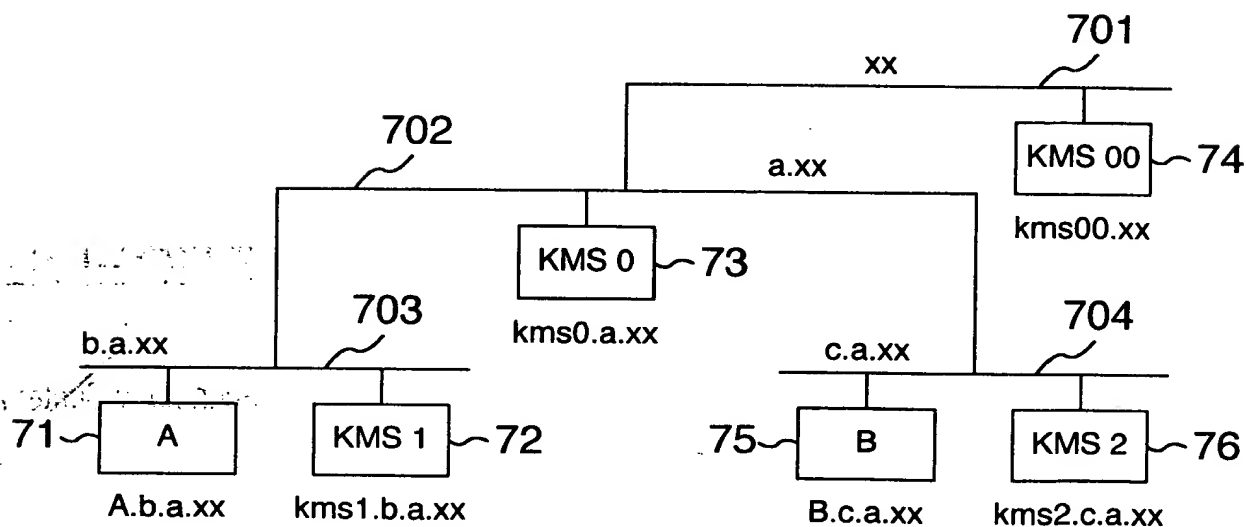 701
xx
702
KMS 00
74
a.xx
kms00.xx
KMS 0
73
703
kms0.a.xx
704
b.a.xx
c.a.xx
71
A
KMS 1
72
75
B
KMS 2
76
A.b.a.xx
kms1.b.a.xx
B.c.a.xx
kms2.c.a.xx